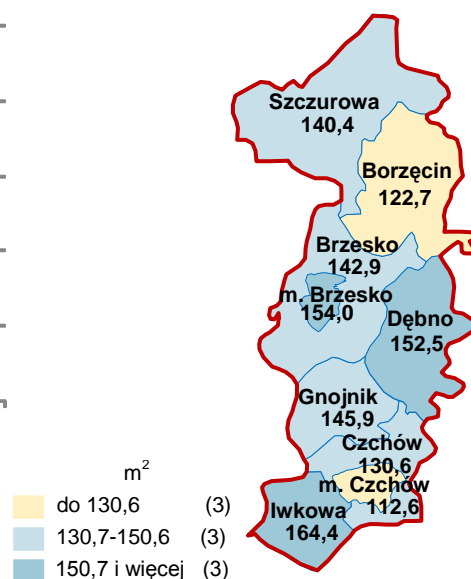 Szczurowa
140,4
Borzęcin
122,7
Brzesko
142,9
m. Brzesko
154,0
Dębno
152,5
Gnojnik
145,9
Czchów
130,6
m. Czchów
112,6
Iwkowa
164,4
m²
do 130,6 (3)
130,7-150,6 (3)
150,7 i więcej (3)